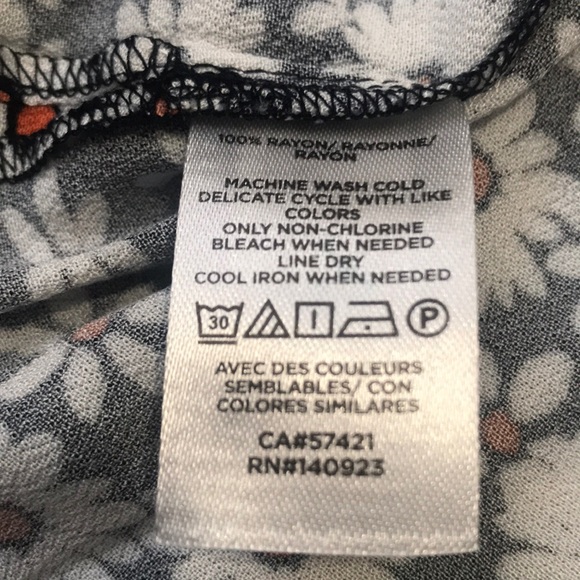 100% RAYON/ RAYONNE/
RAYON
MACHINE WASH COLD
DELICATE CYCLE WITH LIKE
COLORS
ONLY NON-CHLORINE
BLEACH WHEN NEEDED
LINE DRY
COOL IRON WHEN NEEDED
30 P
AVEC DES COULEURS
SEMBLABLES/ CON
COLORES SIMILARES
CA#57421
RN#140923